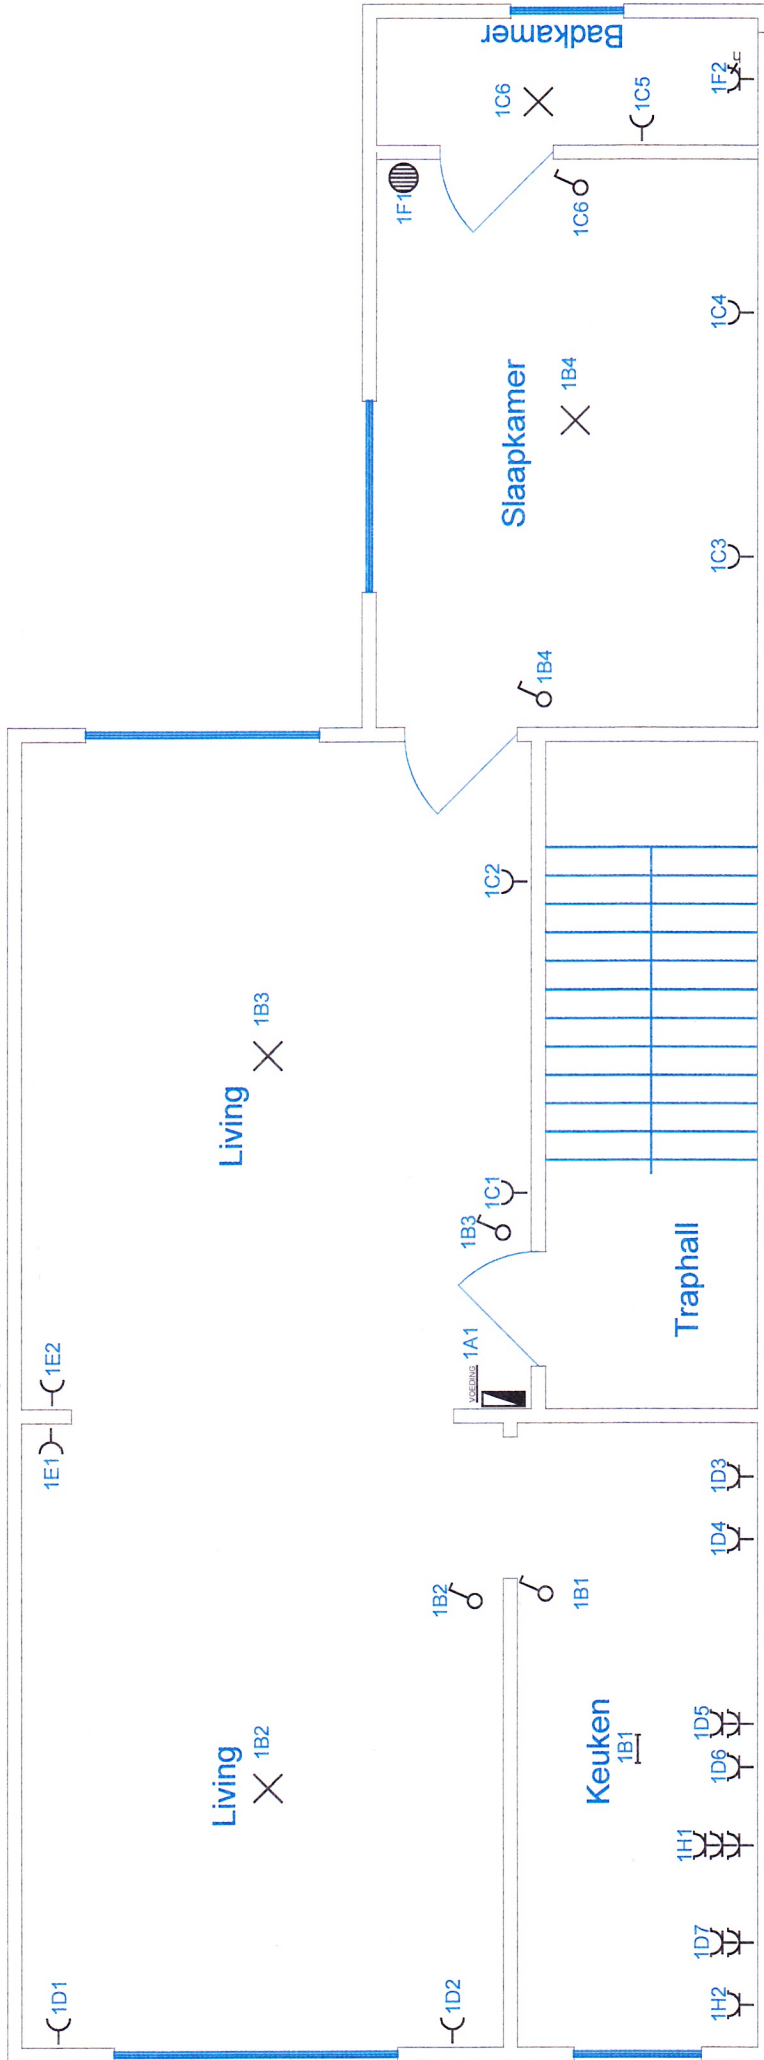 Badkamer
1C6
1C5
1F2
1F1
1C6
1C4
Slaapkamer
1B4
1C3
1B4
1C2
Living
1B3
1C1
1B3
Traphall
VOEDING
1A1
1E2
1E1
1D3
1D4
1B2
1B1
Living
1B2
Keuken
1B1
1D5
1D6
1H1
1D7
1H2
1D1
1D2